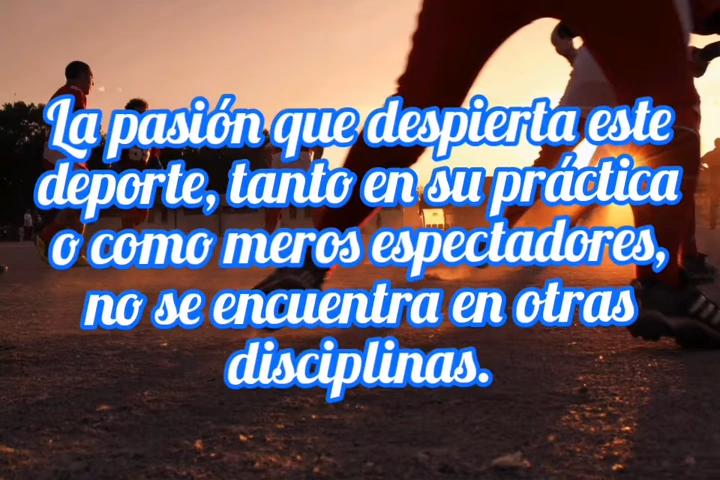 La pasión que despierta este
deporte, tanto en su práctica
o como meros espectadores,
no se encuentra en otras
disciplinas.